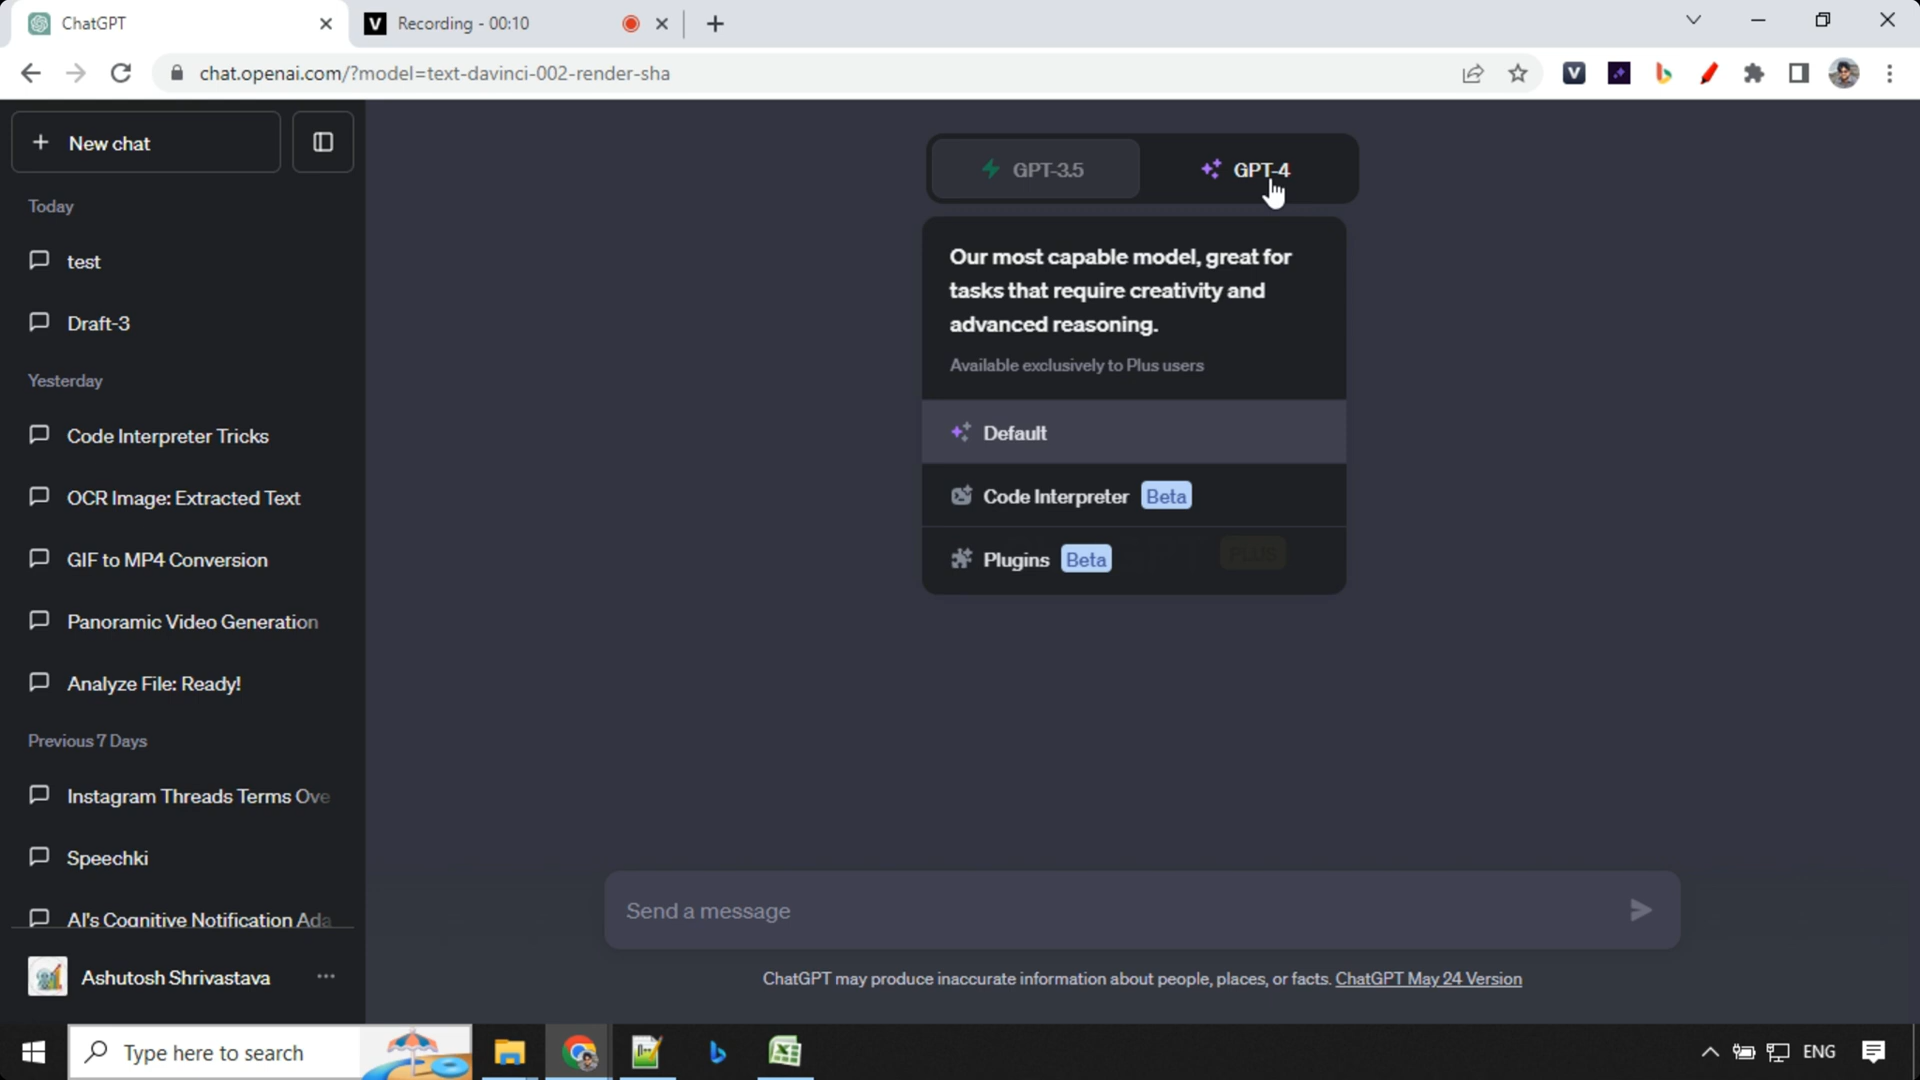 ChatGPT
V Recording - 00:10
chat.openai.com/?model=text-davinci-002-render-sha
New chat
Today
test
Draft-3
Yesterday
Code Interpreter Tricks
OCR Image: Extracted Text
GIF to MP4 Conversion
Panoramic Video Generation
Analyze File: Ready!
Previous 7 Days
Instagram Threads Terms Ove
Speechki
AI's Cognitive Notification Ada
Ashutosh Shrivastava
GPT-3.5
GPT-4
Our most capable model, great for
tasks that require creativity and
advanced reasoning.
Available exclusively to Plus users
Default
Code Interpreter Beta
Plugins Beta
PLUS
Send a message
ChatGPT may produce inaccurate information about people, places, or facts. ChatGPT May 24 Version
Type here to search
ENG